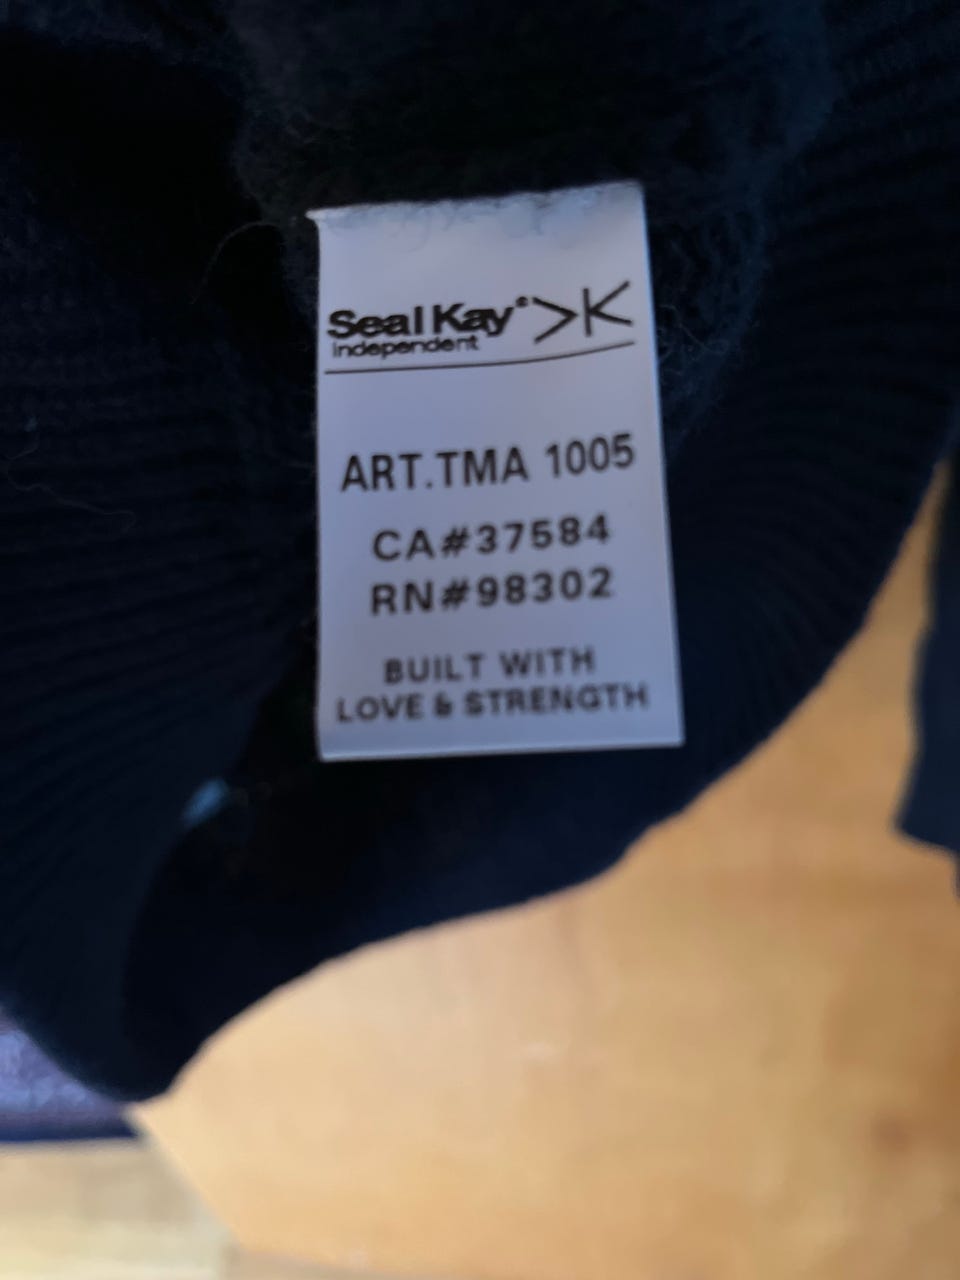 Seal Kay® >K
Independent
ART.TMA 1005
CA#37584
RN#98302
BUILT WITH
LOVE & STRENGTH